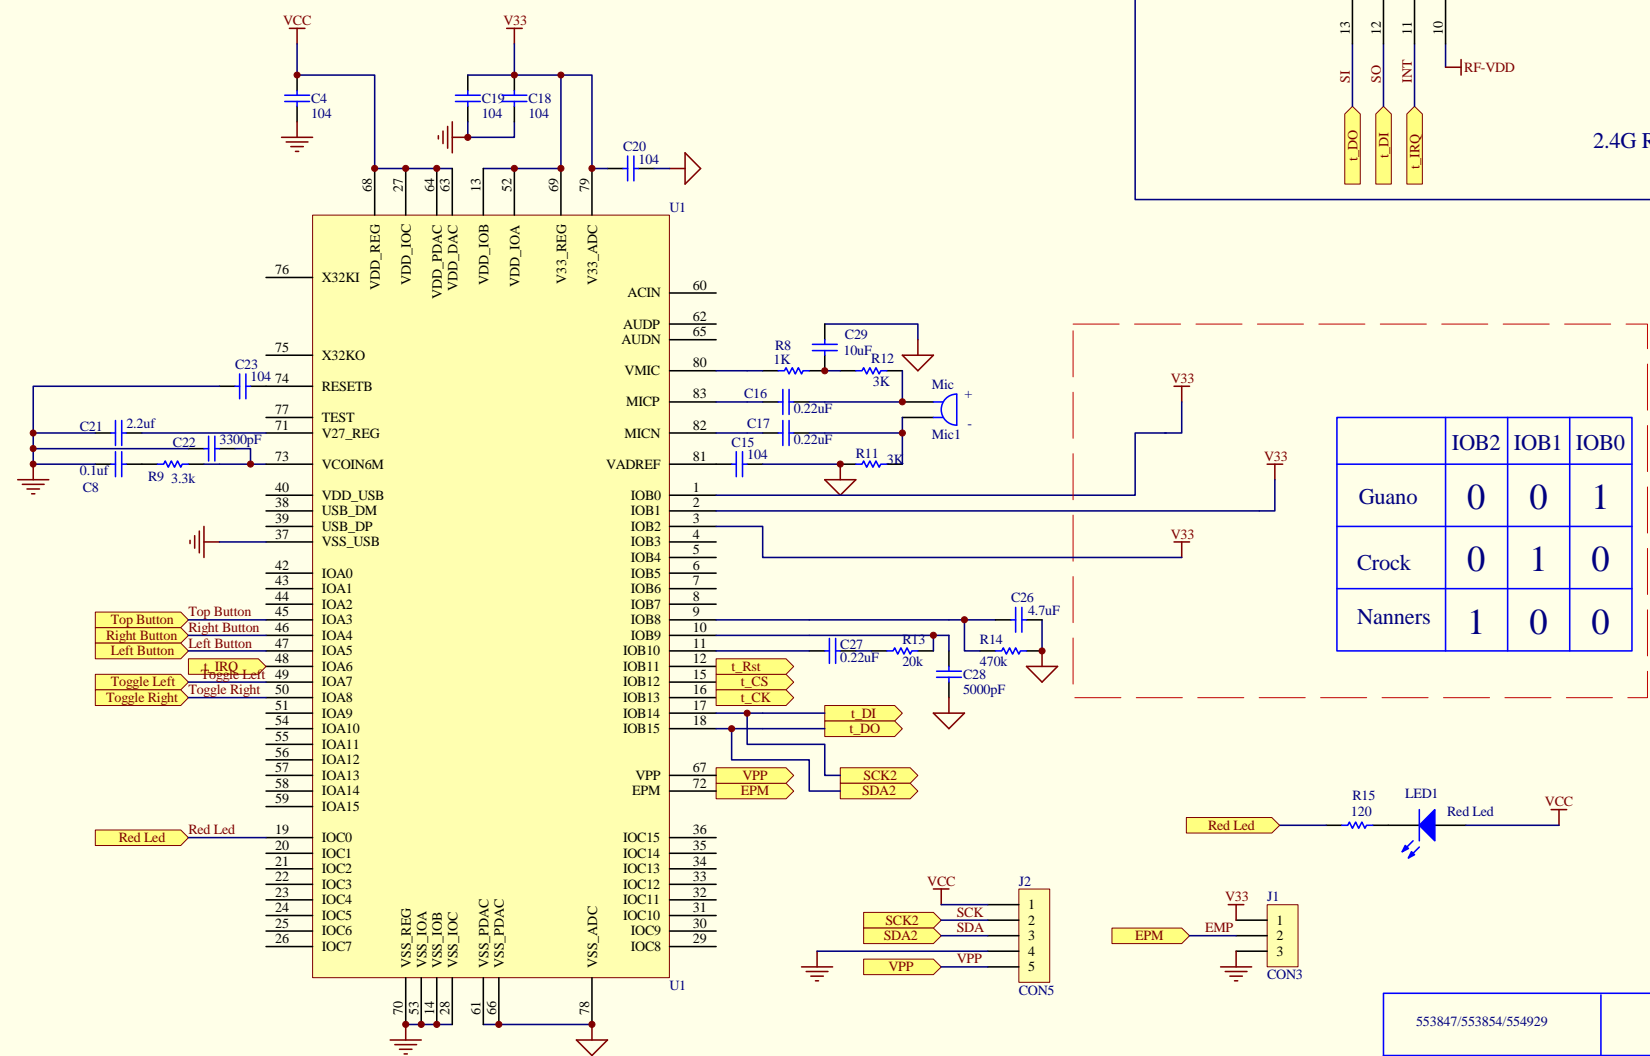 VCC
V33
C4
104
C19
104
C18
104
C20
104
68
27
64
63
13
52
69
79
U1
VDD_REG
VDD_IOC
VDD_PDAC
VDD_DAC
VDD_IOB
VDD_IOA
V33_REG
V33_ADC
13
12
11
10
SI
SO
INT
RF-VDD
t_DO
t_DI
t_IRQ
2.4G R
76 X32KI
75 X32KO
C23
104
74 RESETB
77 TEST
C21
2.2uf
71 V27_REG
C22
3300pF
73 VCOIN6M
0.1uf
C8
R9
3.3k
40 VDD_USB
38 USB_DM
39 USB_DP
37 VSS_USB
42 IOA0
43 IOA1
44 IOA2
Top Button Top Button 45 IOA3
Right Button Right Button 46 IOA4
Left Button Left Button 47 IOA5
t_IRQ 48 IOA6
Toggle Left Toggle Left 49 IOA7
Toggle Right Toggle Right 50 IOA8
51 IOA9
54 IOA10
55 IOA11
56 IOA12
57 IOA13
58 IOA14
59 IOA15
Red Led Red Led 19 IOC0
20 IOC1
21 IOC2
22 IOC3
23 IOC4
24 IOC5
25 IOC6
26 IOC7
ACIN 60
AUDP 62
AUDN 65
VMIC 80
R8
1K
C29
10uF
R12
3K
MICP 83
C16
0.22uF
Mic
+
-
Mic1
MICN 82
C17
0.22uF
VADREF 81
C15
104
R11
3K
IOB0 1
IOB1 2
IOB2 3
IOB3 4
IOB4 5
IOB5 6
IOB6 7
IOB7 8
IOB8 9
IOB9 10
IOB10 11
IOB11 12 t_Rst
IOB12 15 t_CS
IOB13 16 t_CK
IOB14 17 t_DI
IOB15 18 t_DO
C26
4.7uF
C27
0.22uF
R13
20k
R14
470k
C28
5000pF
VPP 67 VPP
EPM 72 EPM
SCK2
SDA2
IOC15 36
IOC14 35
IOC13 34
IOC12 33
IOC11 32
IOC10 31
IOC9 30
IOC8 29
VSS_REG
VSS_IOA
VSS_IOB
VSS_IOC
VSS_PDAC
VSS_PDAC
VSS_ADC
U1
70
53
14
28
61
66
78
V33
V33
V33
IOB2 IOB1 IOB0
Guano 0 0 1
Crock 0 1 0
Nanners 1 0 0
Red Led
R15
120
LED1
Red Led
VCC
VCC
J2
1
SCK2 SCK 2
SDA2 SDA 3
4
VPP VPP 5
CON5
V33
J1
1
EPM EMP 2
3
CON3
553847/553854/554929